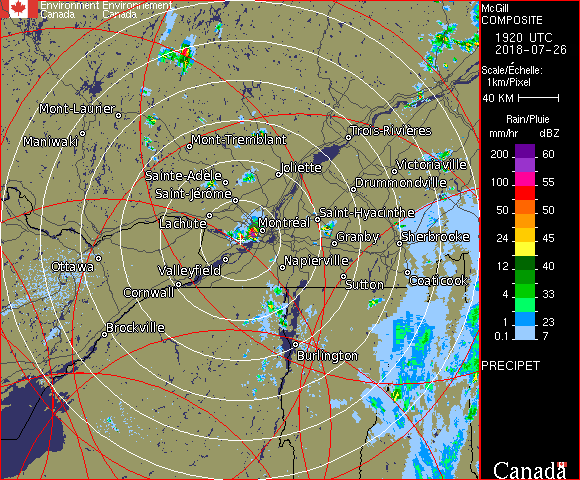 Environment Environnement
Canada Canada
McGill
COMPOSITE
1920 UTC
2018-07-26
Scale/Échelle:
1km/Pixel
40 KM
Rain/Pluie
mm/hr dBZ
200 60
150 57
100 55
50 50
24 45
12 40
4 33
1 23
0.1 7
PRECIPET
Canada
Mont-Laurier
Maniwaki
Mont-Tremblant
Trois-Rivières
Joliette
Victoriaville
Sainte-Adèle
Drummondville
Saint-Jérôme
Lachute
Montréal
Saint-Hyacinthe
Granby
Sherbrooke
Ottawa
Valleyfield
Napierville
Cornwall
Sutton
Coaticook
Brockville
Burlington